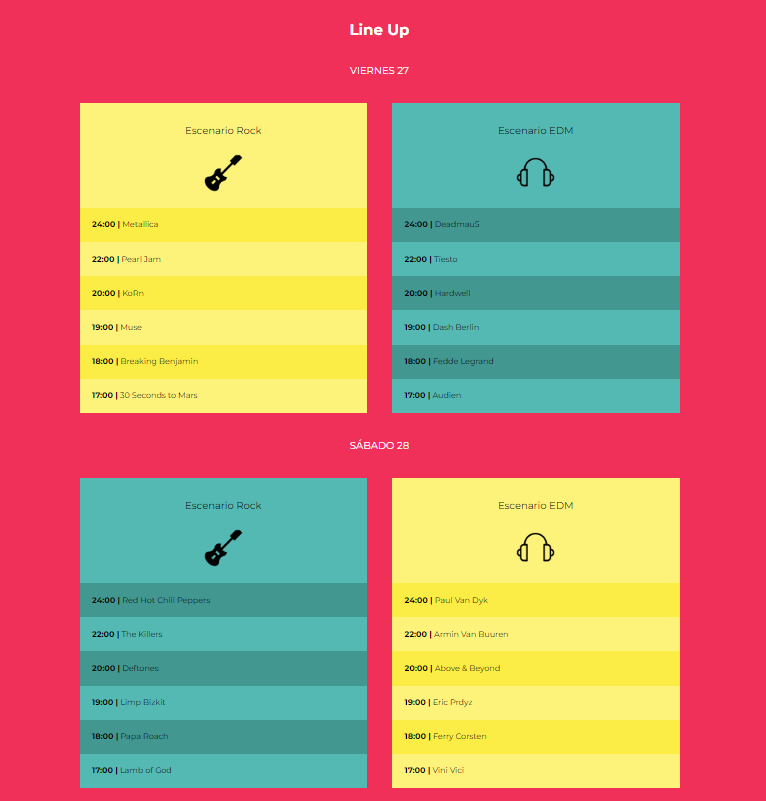 Line Up
VIERNES 27
Escenario Rock
24:00 | Metallica
22:00 | Pearl Jam
20:00 | KoRn
19:00 | Muse
18:00 | Breaking Benjamin
17:00 | 30 Seconds to Mars
Escenario EDM
24:00 | Deadmau5
22:00 | Tiesto
20:00 | Hardwell
19:00 | Dash Berlin
18:00 | Fedde Legrand
17:00 | Audien
SÁBADO 28
Escenario Rock
24:00 | Red Hot Chili Peppers
22:00 | The Killers
20:00 | Deftones
19:00 | Limp Bizkit
18:00 | Papa Roach
17:00 | Lamb of God
Escenario EDM
24:00 | Paul Van Dyk
22:00 | Armin Van Buuren
20:00 | Above & Beyond
19:00 | Eric Prdyz
18:00 | Ferry Corsten
17:00 | Vini Vici